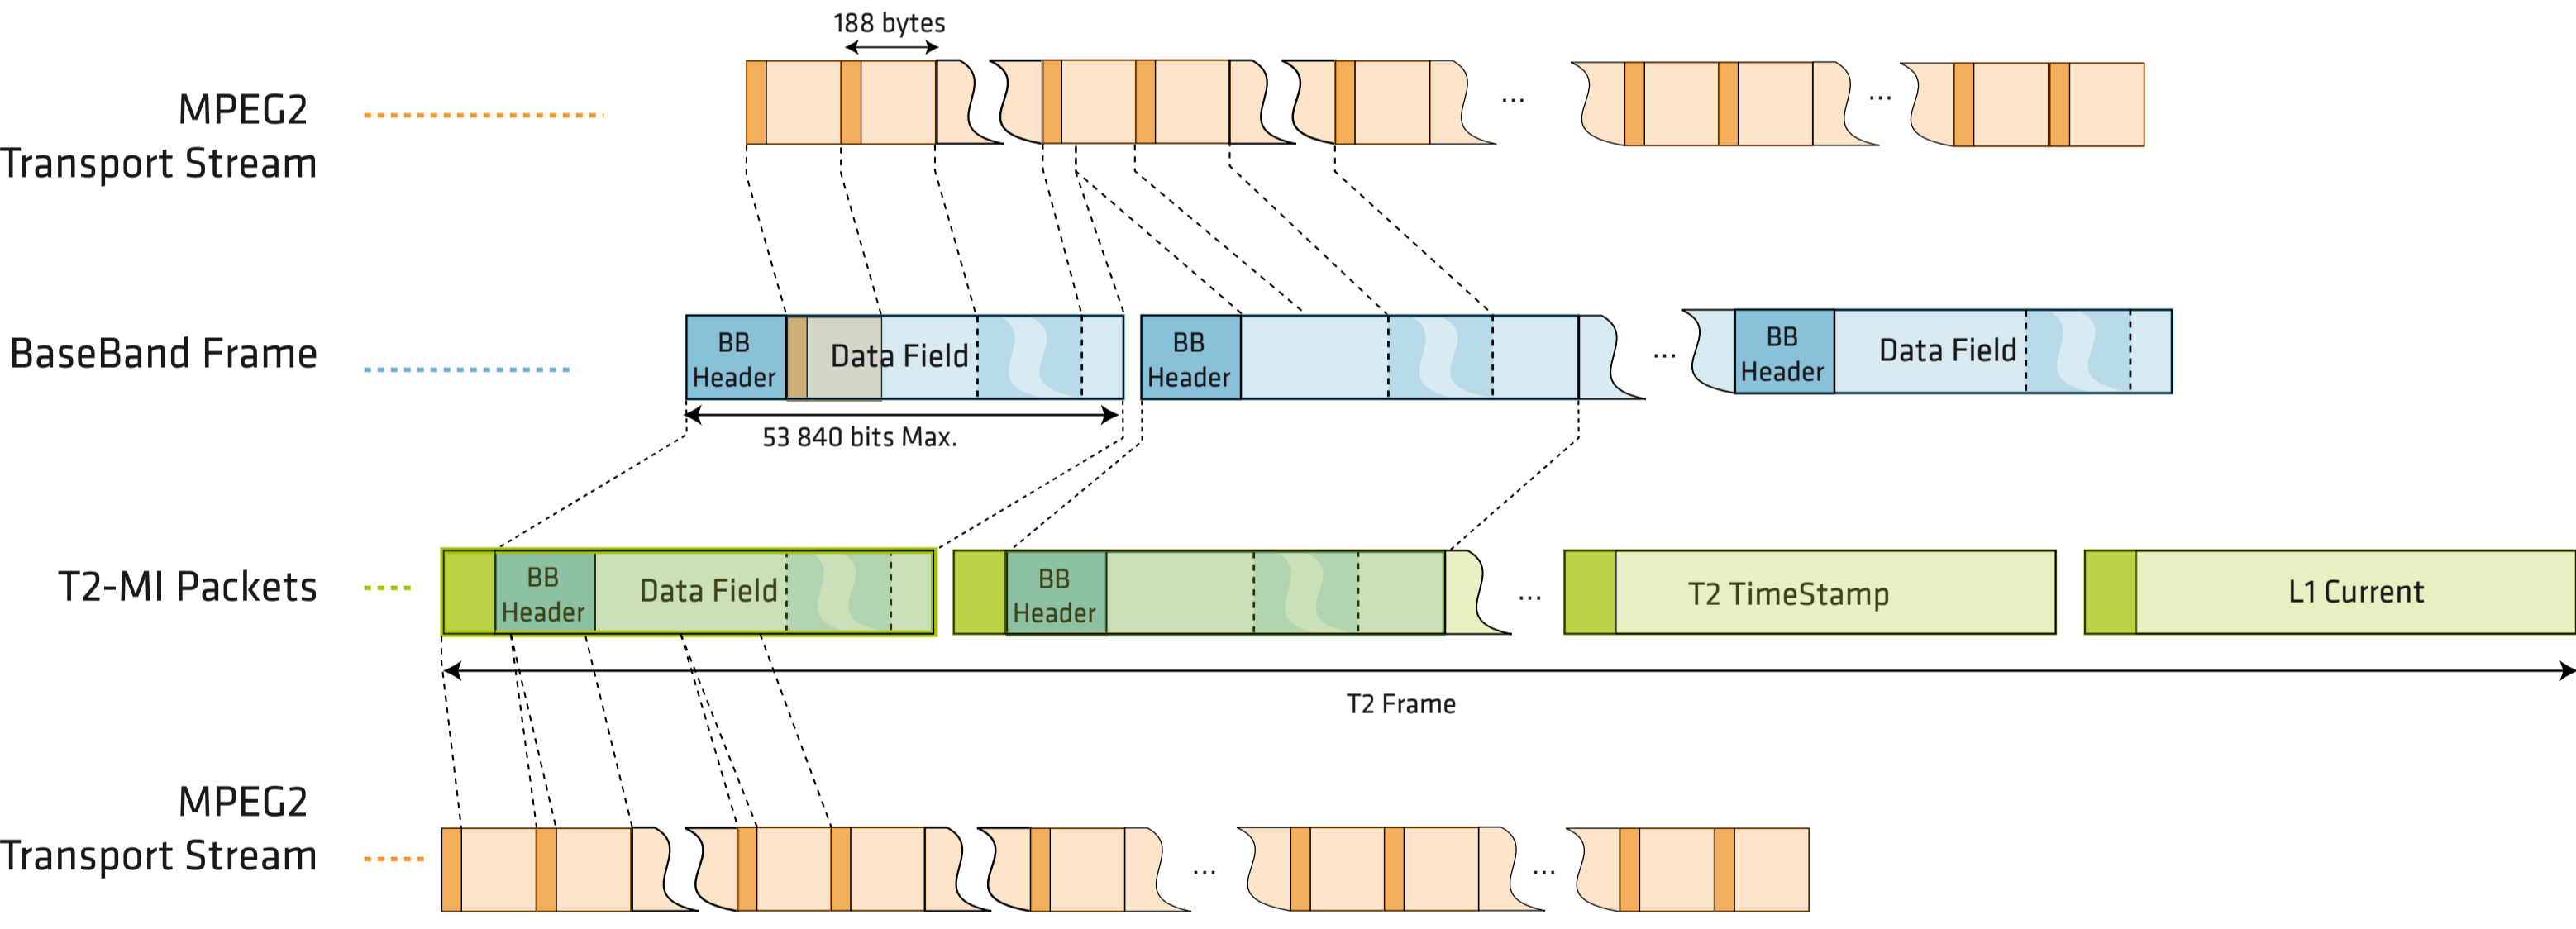 188 bytes
MPEG2
Transport Stream
...
...
BaseBand Frame
BB
Header
Data Field
BB
Header
...
BB
Header
Data Field
53 840 bits Max.
T2-MI Packets
BB
Header
Data Field
BB
Header
...
T2 TimeStamp
L1 Current
T2 Frame
MPEG2
Transport Stream
...
...